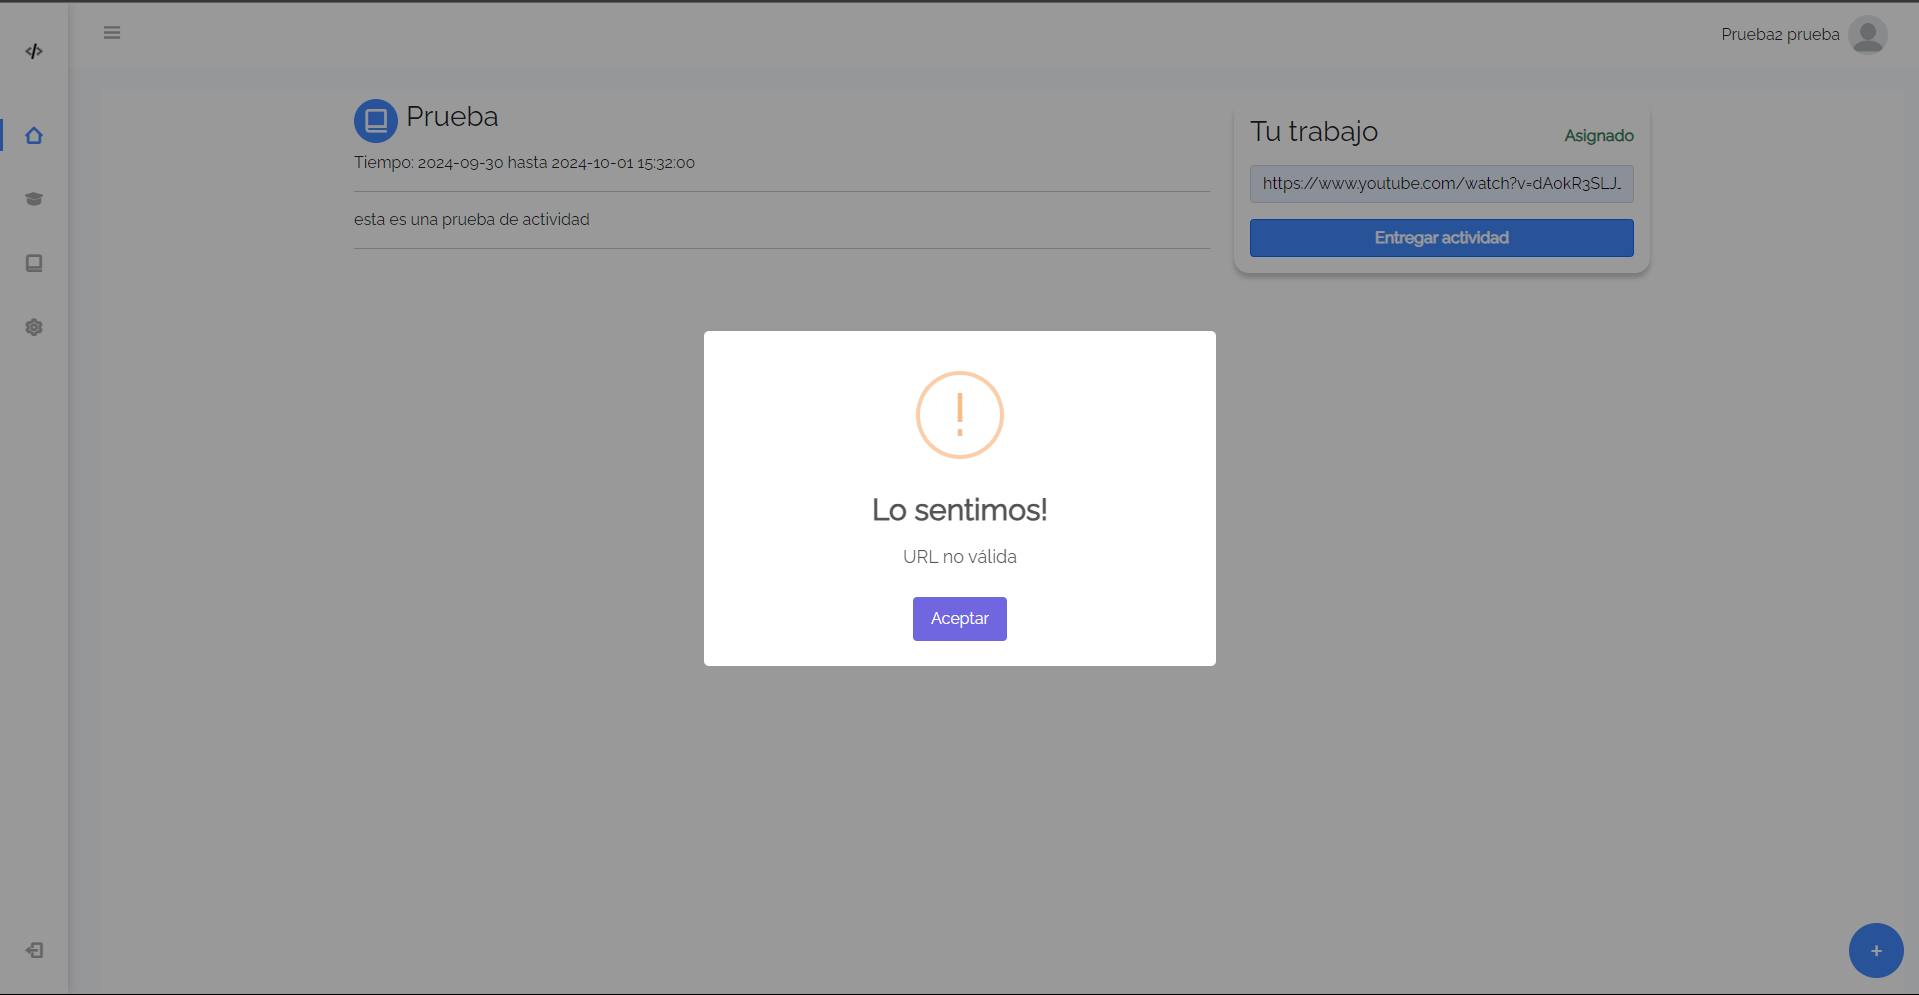 Prueba2 prueba
Prueba
Tiempo: 2024-09-30 hasta 2024-10-01 15:32:00
esta es una prueba de actividad
Tu trabajo
Asignado
https://www.youtube.com/watch?v=dAokR3SLJ
Entregar actividad
!
Lo sentimos!
URL no válida
Aceptar
+